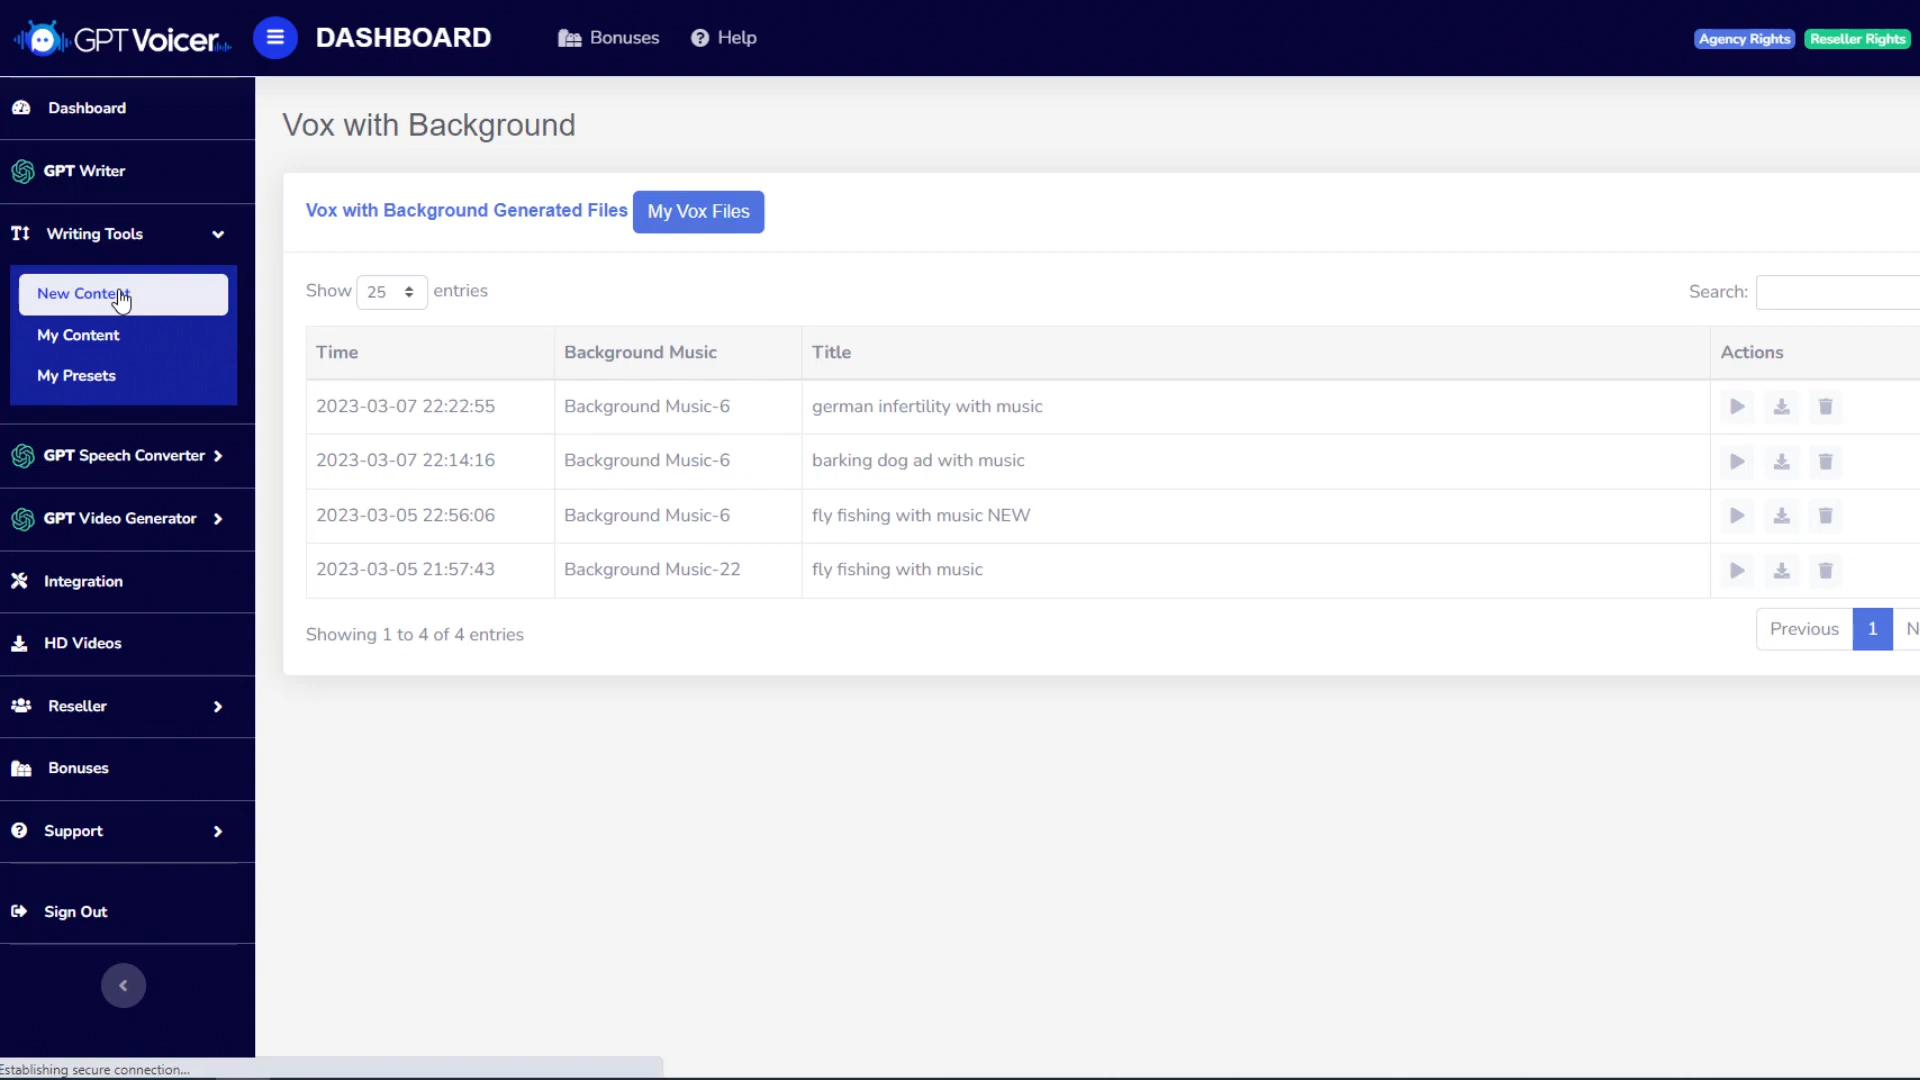 GPT Voicer
DASHBOARD
Bonuses
Help
Agency Rights
Reseller Rights
Dashboard
GPT Writer
Writing Tools
New Content
My Content
My Presets
GPT Speech Converter
GPT Video Generator
Integration
HD Videos
Reseller
Bonuses
Support
Sign Out
Vox with Background
Vox with Background Generated Files My Vox Files
Show 25 entries
Search:
Time Background Music Title Actions
2023-03-07 22:22:55 Background Music-6 german infertility with music
2023-03-07 22:14:16 Background Music-6 barking dog ad with music
2023-03-05 22:56:06 Background Music-6 fly fishing with music NEW
2023-03-05 21:57:43 Background Music-22 fly fishing with music
Showing 1 to 4 of 4 entries
Previous 1 N
Establishing secure connection...